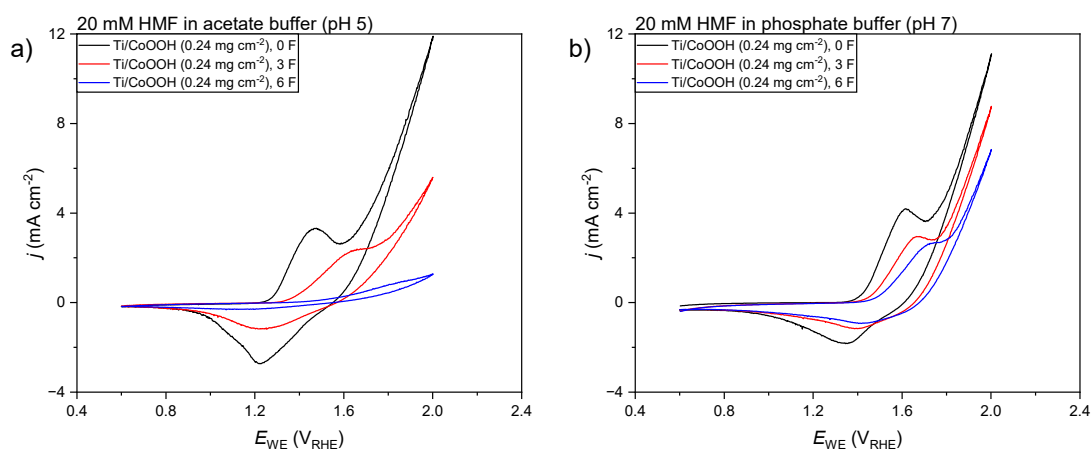 a)
20 mM HMF in acetate buffer (pH 5)
Ti/CoOOH (0.24 mg cm⁻²), 0 F
Ti/CoOOH (0.24 mg cm⁻²), 3 F
Ti/CoOOH (0.24 mg cm⁻²), 6 F
12
8
4
0
−4
j (mA cm⁻²)
0.4 0.8 1.2 1.6 2.0 2.4
E_WE (V_RHE)
b)
20 mM HMF in phosphate buffer (pH 7)
Ti/CoOOH (0.24 mg cm⁻²), 0 F
Ti/CoOOH (0.24 mg cm⁻²), 3 F
Ti/CoOOH (0.24 mg cm⁻²), 6 F
12
8
4
0
−4
j (mA cm⁻²)
0.4 0.8 1.2 1.6 2.0 2.4
E_WE (V_RHE)